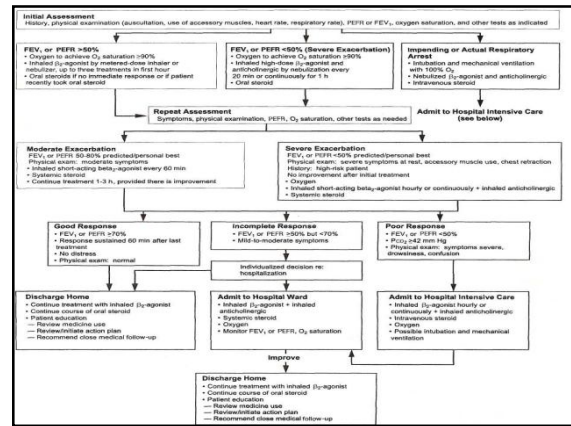 Initial Assessment
History, physical examination (auscultation, use of accessory muscles, heart rate, respiratory rate), PEFR or FEV₁, oxygen saturation, and other tests as indicated
FEV₁ or PEFR >50%
• Oxygen to achieve O₂ saturation ≥90%
• Inhaled β₂-agonist by metered-dose inhaler or
nebulizer, up to three treatments in first hour
• Oral steroids if no immediate response or if patient
recently took oral steroid
FEV₁ or PEFR <50% (Severe Exacerbation)
• Oxygen to achieve O₂ saturation ≥90%
• Inhaled high-dose β₂-agonist and
anticholinergic by nebulization every
20 min or continuously for 1 h
• Oral steroid
Impending or Actual Respiratory
Arrest
• Intubation and mechanical ventilation
with 100% O₂
• Nebulized β₂-agonist and anticholinergic
• Intravenous steroid
Repeat Assessment
Symptoms, physical examination, PEFR, O₂ saturation, other tests as needed
Admit to Hospital Intensive Care
(see below)
Moderate Exacerbation
FEV₁ or PEFR 50-80% predicted/personal best
Physical exam: moderate symptoms
• Inhaled short-acting beta₂-agonist every 60 min
• Systemic steroid
• Continue treatment 1-3 h, provided there is improvement
Severe Exacerbation
FEV₁ or PEFR <50% predicted/personal best
Physical exam: severe symptoms at rest, accessory muscle use, chest retraction
History: high-risk patient
No improvement after initial treatment
• Oxygen
• Inhaled short-acting beta₂-agonist hourly or continuously + inhaled anticholinergic
• Systemic steroid
Good Response
• FEV₁ or PEFR ≥70%
• Response sustained 60 min after last
treatment
• No distress
• Physical exam: normal
Incomplete Response
• FEV₁ or PEFR >50% but <70%
• Mild-to-moderate symptoms
Poor Response
• FEV₁ or PEFR <50%
• PCO₂ ≥42 mm Hg
• Physical exam: symptoms severe,
drowsiness, confusion
Individualized decision re:
hospitalization
Discharge Home
• Continue treatment with inhaled β₂-agonist
• Continue course of oral steroid
• Patient education
— Review medicine use
— Review/initiate action plan
— Recommend close medical follow-up
Admit to Hospital Ward
• Inhaled β₂-agonist + inhaled
anticholinergic
• Systemic steroid
• Oxygen
• Monitor FEV₁ or PEFR, O₂ saturation
Admit to Hospital Intensive Care
• Inhaled β₂-agonist hourly or
continuously + inhaled anticholinergic
• Intravenous steroid
• Oxygen
• Possible intubation and mechanical
ventilation
Improve
Discharge Home
• Continue treatment with inhaled β₂-agonist
• Continue course of oral steroid
• Patient education
— Review medicine use
— Review/initiate action plan
— Recommend close medical follow-up